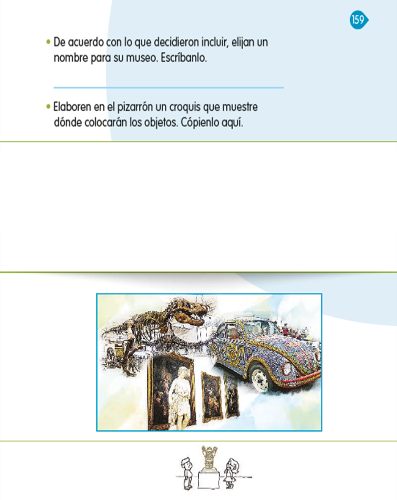 159
• De acuerdo con lo que decidieron incluir, elijan un
nombre para su museo. Escríbanlo.
• Elaboren en el pizarrón un croquis que muestre
dónde colocarán los objetos. Cópienlo aquí.